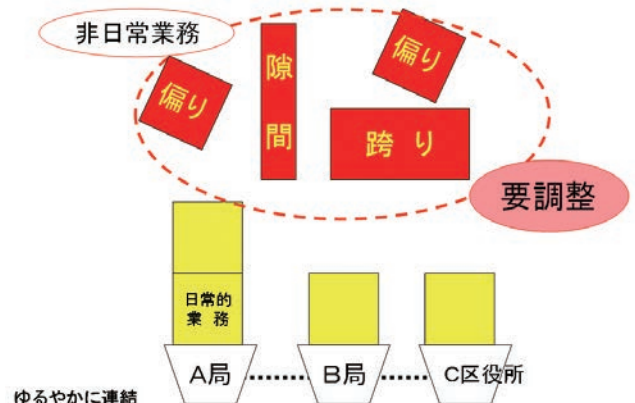 非日常業務
偏り
隙間
偏り
跨り
要調整
日常的
業務
A局
B局
C区役所
ゆるやかに連結